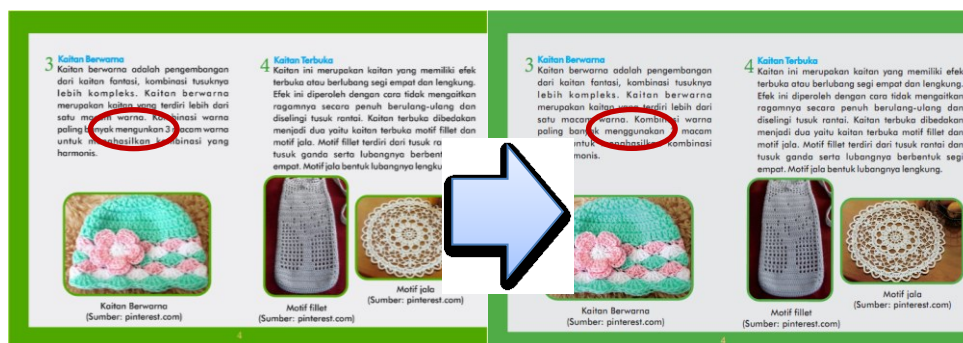 3 Kaitan Berwarna
Kaitan berwarna adalah pengembangan
dari kaitan fantasi, kombinasi tusuknya
lebih kompleks. Kaitan berwarna
merupakan kaitan yang terdiri lebih dari
satu macam warna. Kombinasi warna
paling banyak mengunkan 3 macam warna
untuk menghasilkan kombinasi yang
harmonis.
Kaitan Berwarna
(Sumber: pinterest.com)
4 Kaitan Terbuka
Kaitan ini merupakan kaitan yang memiliki efek
terbuka atau berlubang segi empat dan lengkung.
Efek ini diperoleh dengan cara tidak mengaitkan
ragamnya secara penuh berulang-ulang dan
diselingi tusuk rantai. Kaitan Terbuka dibedakan
menjadi dua yaitu kaitan terbuka motif fillet dan
motif jala. Motif fillet terdiri dari tusuk
tusuk ganda serta lubangnya
empat. Motif jala bentuk lubangnya
Motif fillet
(Sumber: pinterest.com)
Motif jala
(Sumber: pinterest.com)
4
3 Kaitan Berwarna
Kaitan berwarna adalah pengembangan
dari kaitan fantasi, kombinasi tusuknya
lebih kompleks. Kaitan berwarna
merupakan kaitan yang terdiri lebih dari
satu macam warna. Kombinasi warna
paling banyak menggunakan macam
menghasilkan kombinasi
Kaitan Berwarna
(Sumber: pinterest.com)
4 Kaitan Terbuka
Kaitan ini merupakan kaitan yang memiliki efek
terbuka atau berlubang segi empat dan lengkung.
Efek ini diperoleh dengan cara tidak mengaitkan
ragamnya secara penuh berulang dan
diselingi tusuk rantai. Kaitan Terbuka dibedakan
menjadi dua yaitu kaitan terbuka motif fillet dan
motif jala. Motif fillet terdiri dari tusuk rantai dan
tusuk ganda serta lubangnya berbentuk segi
empat. Motif jala bentuk lubangnya lengkung.
Motif fillet
(Sumber: pinterest.com)
Motif jala
(Sumber: pinterest.com)
4